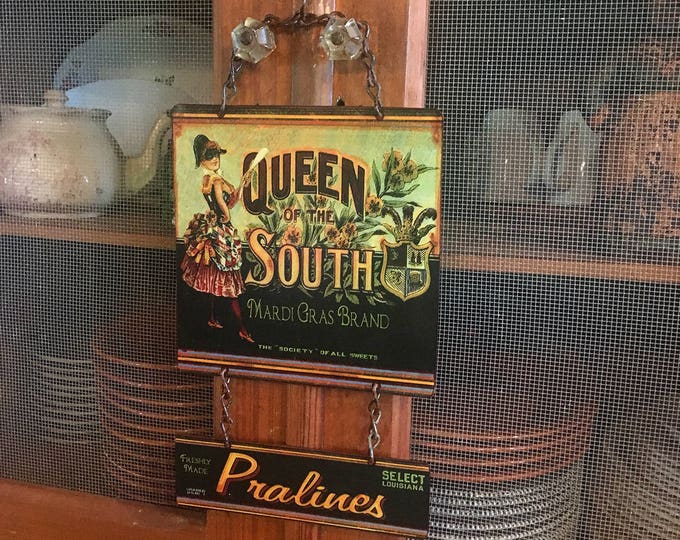 QUEEN
OF THE
SOUTH
MARDI GRAS BRAND
THE "SOCIETY" OF ALL SWEETS
FRESHLY
MADE
Pralines
SELECT
LOUISIANA